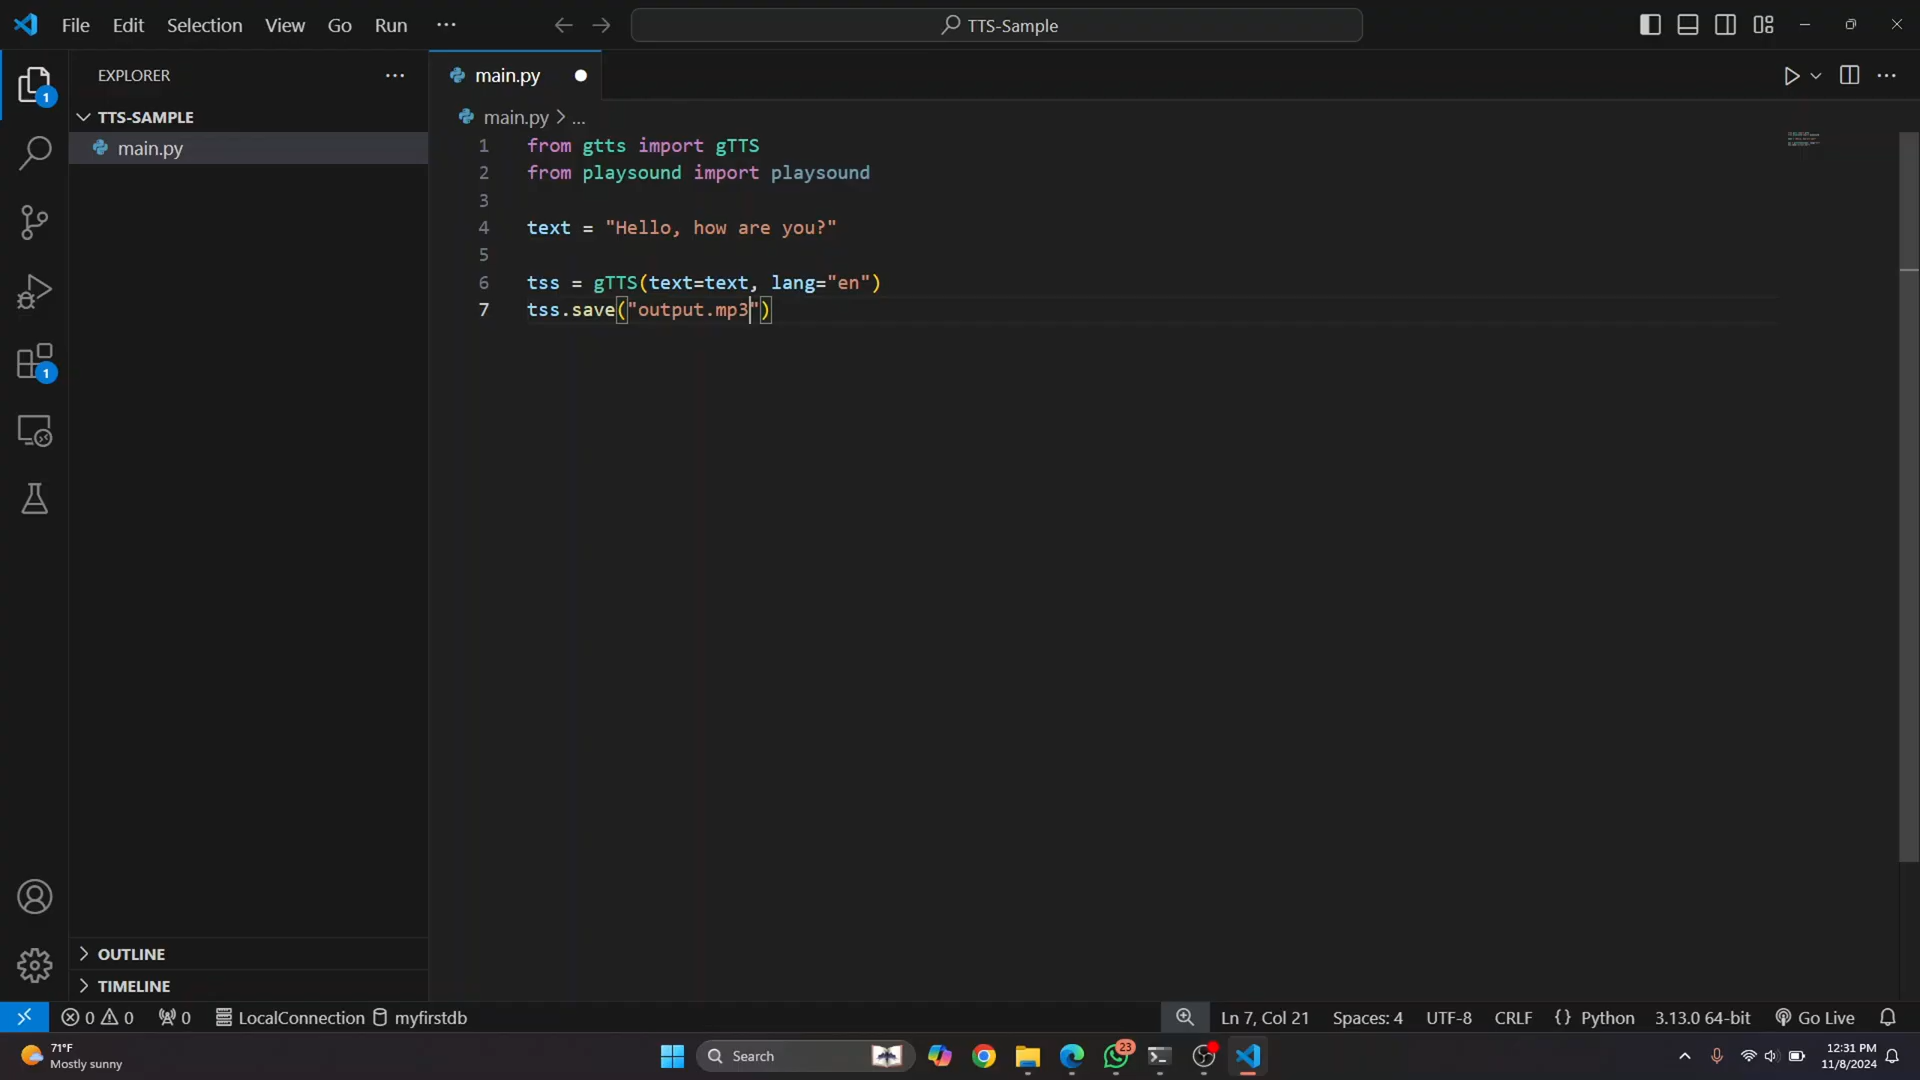 File Edit Selection View Go Run ···
TTS-Sample
EXPLORER ···
main.py
TTS-SAMPLE
main.py
main.py > ...
1 from gtts import gTTS
2 from playsound import playsound
3
4 text = "Hello, how are you?"
5
6 tss = gTTS(text=text, lang="en")
7 tss.save("output.mp3")
1
1
OUTLINE
TIMELINE
0 0 0 LocalConnection myfirstdb
Ln 7, Col 21 Spaces: 4 UTF-8 CRLF {} Python 3.13.0 64-bit Go Live
71°F
Mostly sunny
Search
23
12:31 PM
11/8/2024